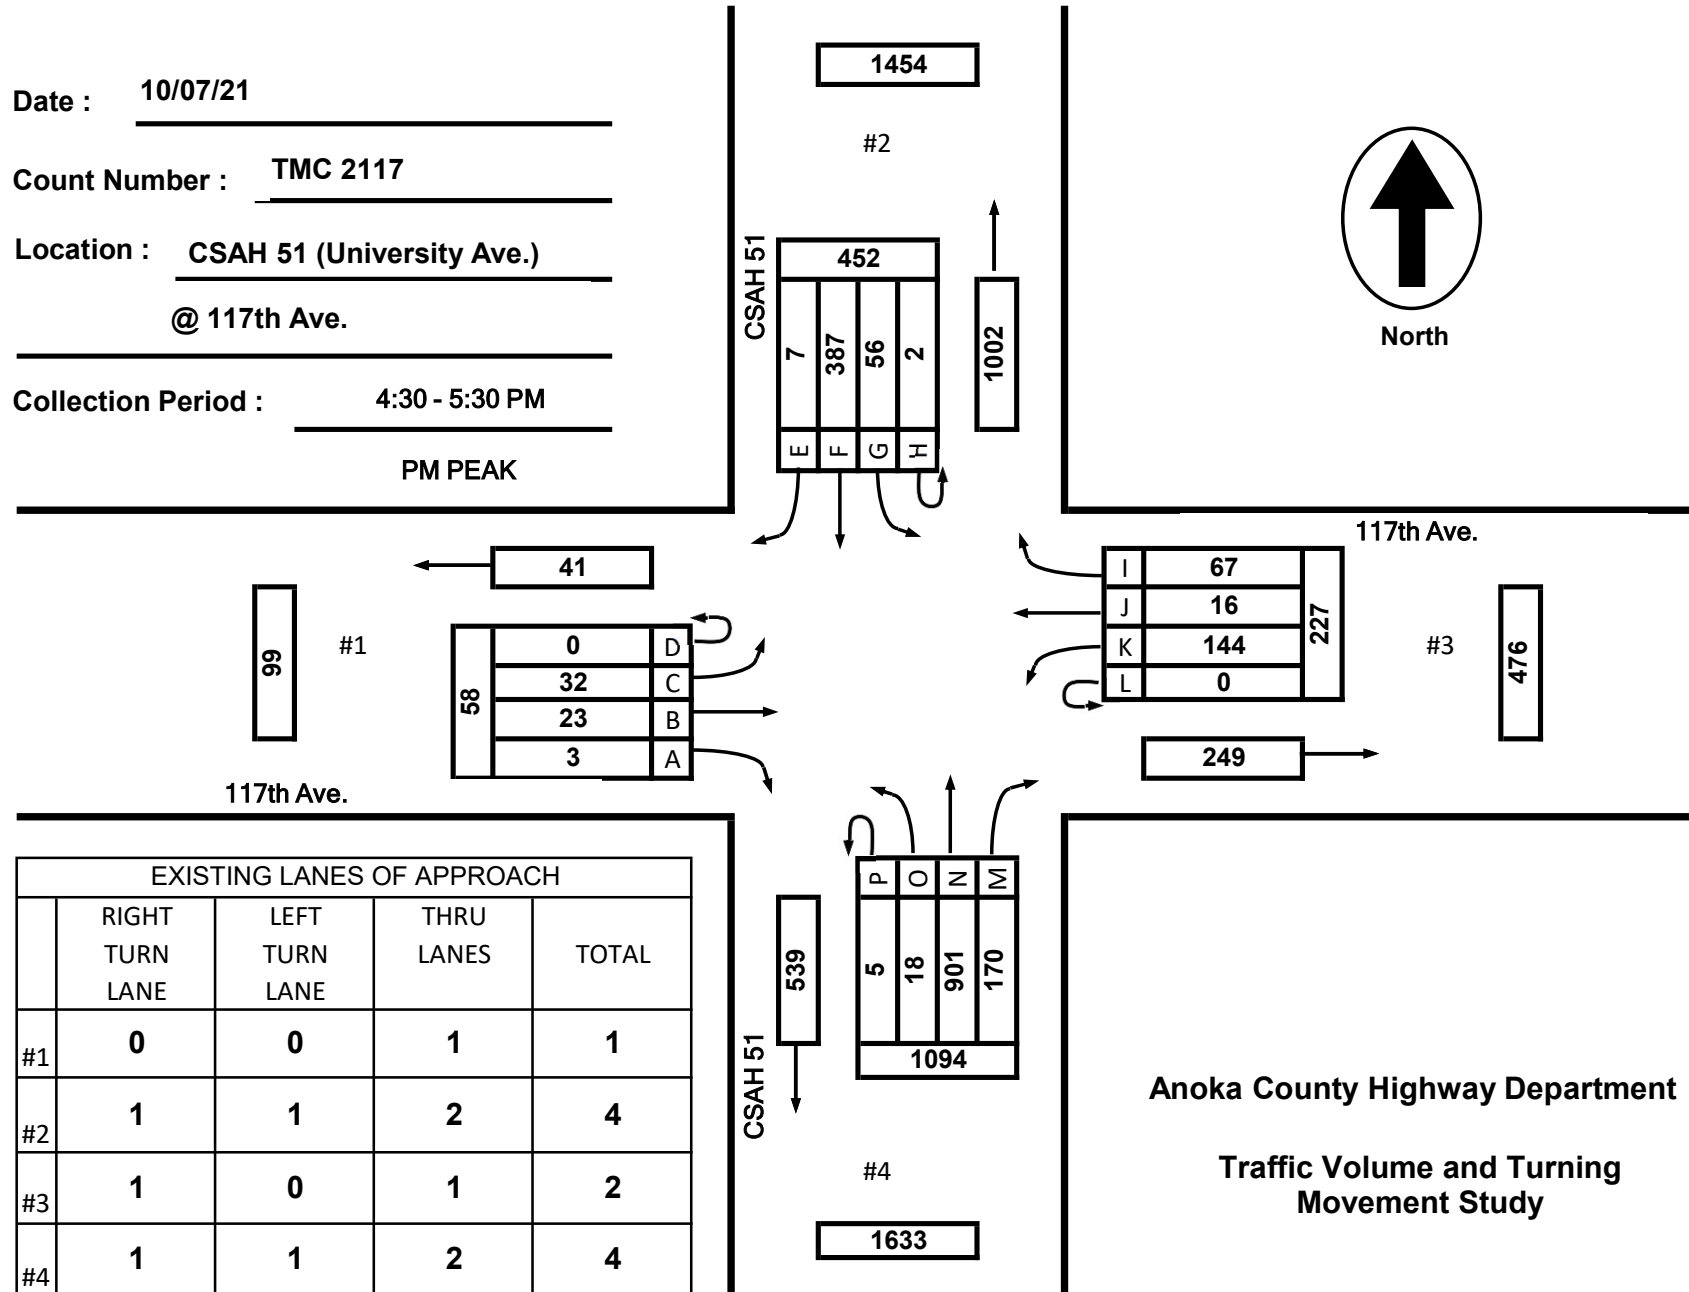 Date : 10/07/21
Count Number : TMC 2117
Location : CSAH 51 (University Ave.)
@ 117th Ave.
Collection Period : 4:30 - 5:30 PM
PM PEAK
1454
#2
CSAH 51
452
7 387 56 2
E F G H
1002
North
117th Ave.
41
99
#1
58
0 D
32 C
23 B
3 A
117th Ave.
I 67
J 16
K 144
L 0
227
#3
476
249
P O N M
5 18 901 170
1094
539
CSAH 51
#4
1633
EXISTING LANES OF APPROACH
RIGHT LEFT THRU
TURN TURN LANES TOTAL
LANE LANE
#1 0 0 1 1
#2 1 1 2 4
#3 1 0 1 2
#4 1 1 2 4
Anoka County Highway Department
Traffic Volume and Turning
Movement Study